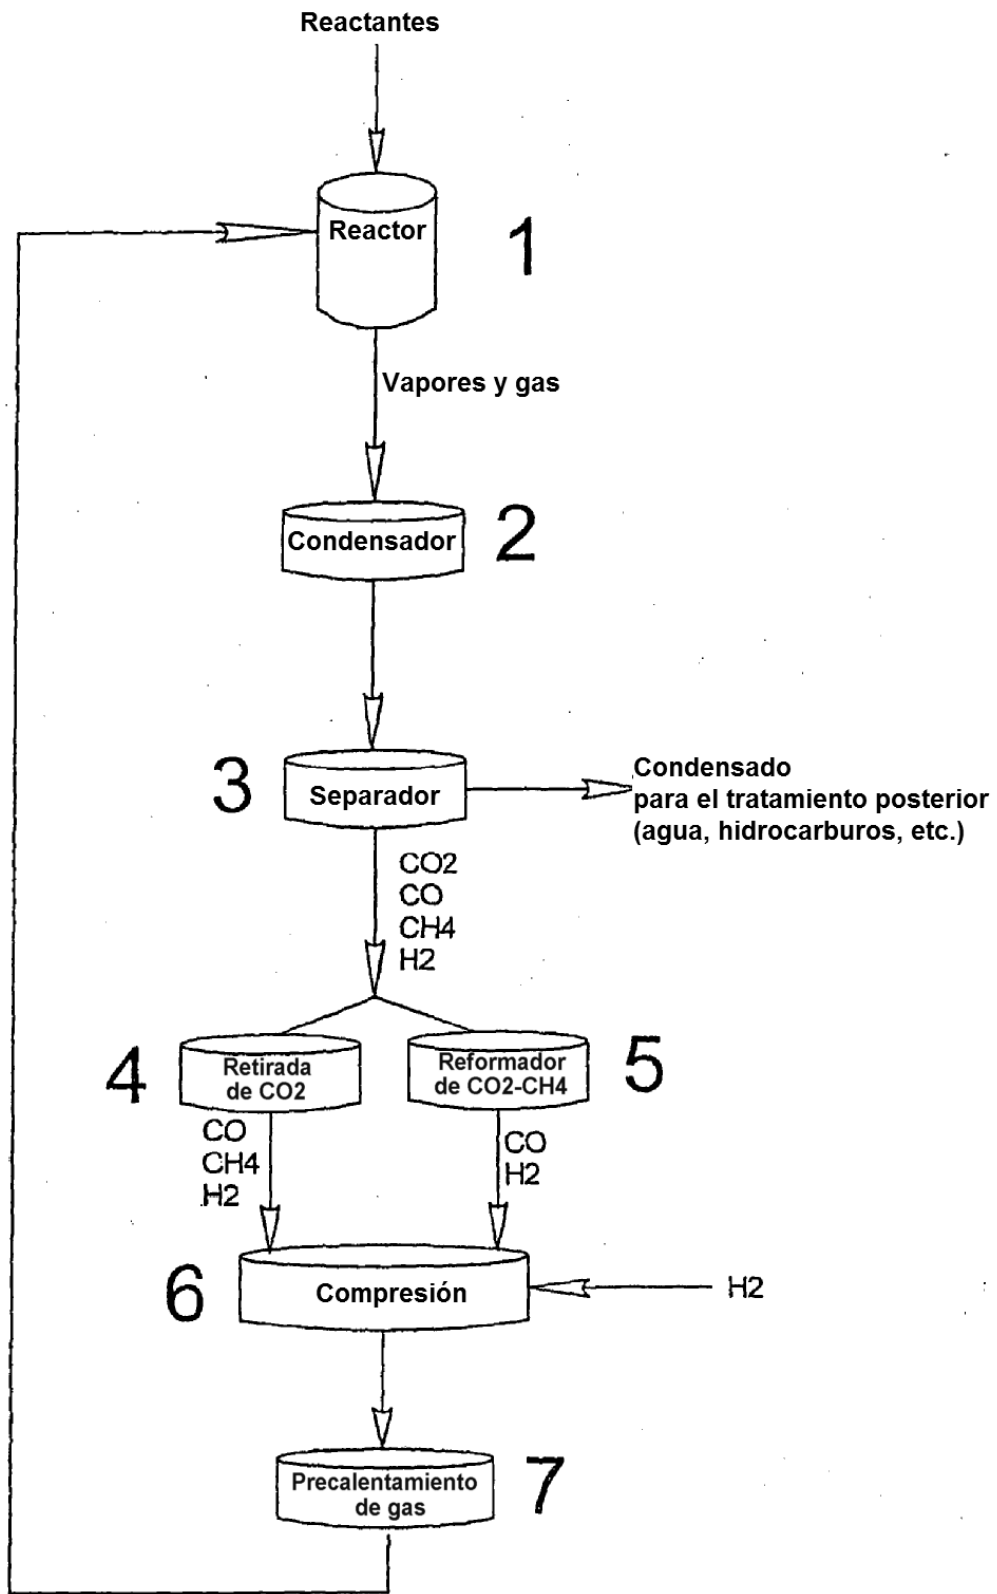 Reactantes
Reactor
1
Vapores y gas
Condensador
2
3
Separador
Condensado
para el tratamiento posterior
(agua, hidrocarburos, etc.)
CO2
CO
CH4
H2
4
Retirada
de CO2
Reformador
de CO2-CH4
5
CO
CH4
H2
CO
H2
6
Compresión
H2
Precalentamiento
de gas
7